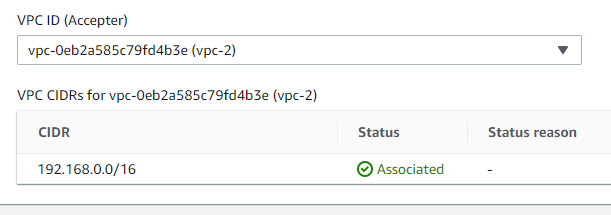 VPC ID (Accepter)
vpc-0eb2a585c79fd4b3e (vpc-2)
VPC CIDRs for vpc-0eb2a585c79fd4b3e (vpc-2)
CIDR Status Status reason
192.168.0.0/16 Associated -